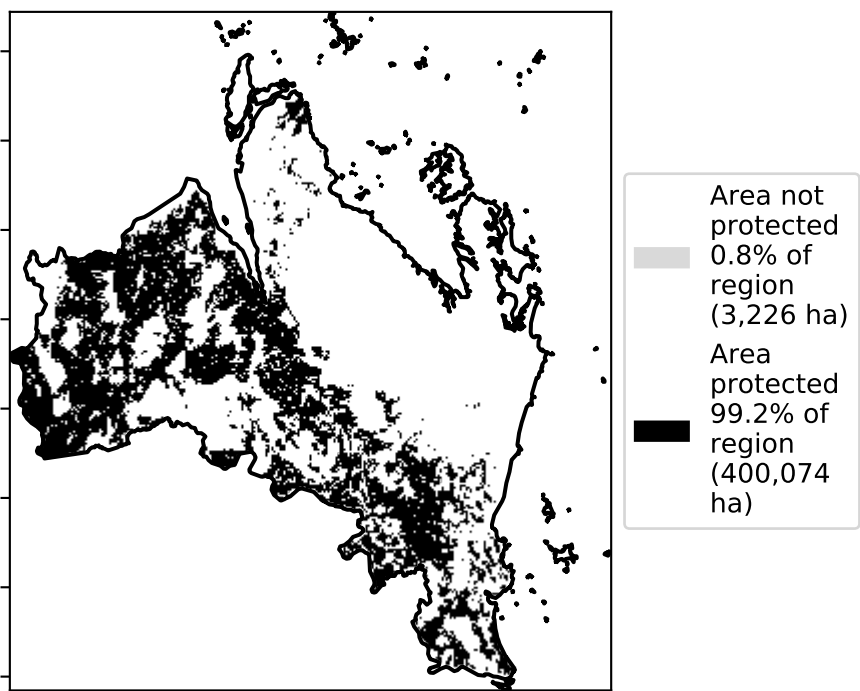 Area not
protected
0.8% of
region
(3,226 ha)
Area
protected
99.2% of
region
(400,074
ha)